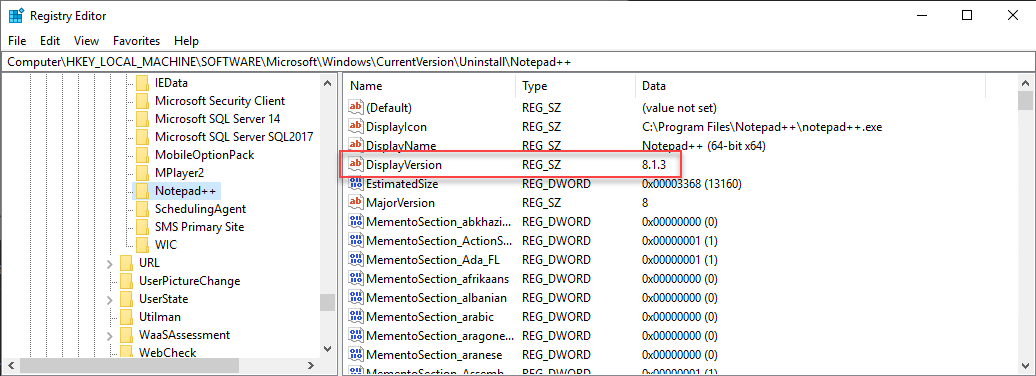 Registry Editor
File Edit View Favorites Help
Computer\HKEY_LOCAL_MACHINE\SOFTWARE\Microsoft\Windows\CurrentVersion\Uninstall\Notepad++
IEData
Microsoft Security Client
Microsoft SQL Server 14
Microsoft SQL Server SQL2017
MobileOptionPack
MPlayer2
Notepad++
SchedulingAgent
SMS Primary Site
WIC
URL
UserPictureChange
UserState
Utilman
WaaSAssessment
WebCheck
Name Type Data
(Default) REG_SZ (value not set)
DisplayIcon REG_SZ C:\Program Files\Notepad++\notepad++.exe
DisplayName REG_SZ Notepad++ (64-bit x64)
DisplayVersion REG_SZ 8.1.3
EstimatedSize REG_DWORD 0x00003368 (13160)
MajorVersion REG_SZ 8
MementoSection_abkhazi... REG_DWORD 0x00000000 (0)
MementoSection_ActionS... REG_DWORD 0x00000001 (1)
MementoSection_Ada_FL REG_DWORD 0x00000001 (1)
MementoSection_afrikaans REG_DWORD 0x00000000 (0)
MementoSection_albanian REG_DWORD 0x00000000 (0)
MementoSection_arabic REG_DWORD 0x00000000 (0)
MementoSection_aragone... REG_DWORD 0x00000000 (0)
MementoSection_aranese REG_DWORD 0x00000000 (0)
MementoSection_Assemb... REG_DWORD 0x00000001 (1)